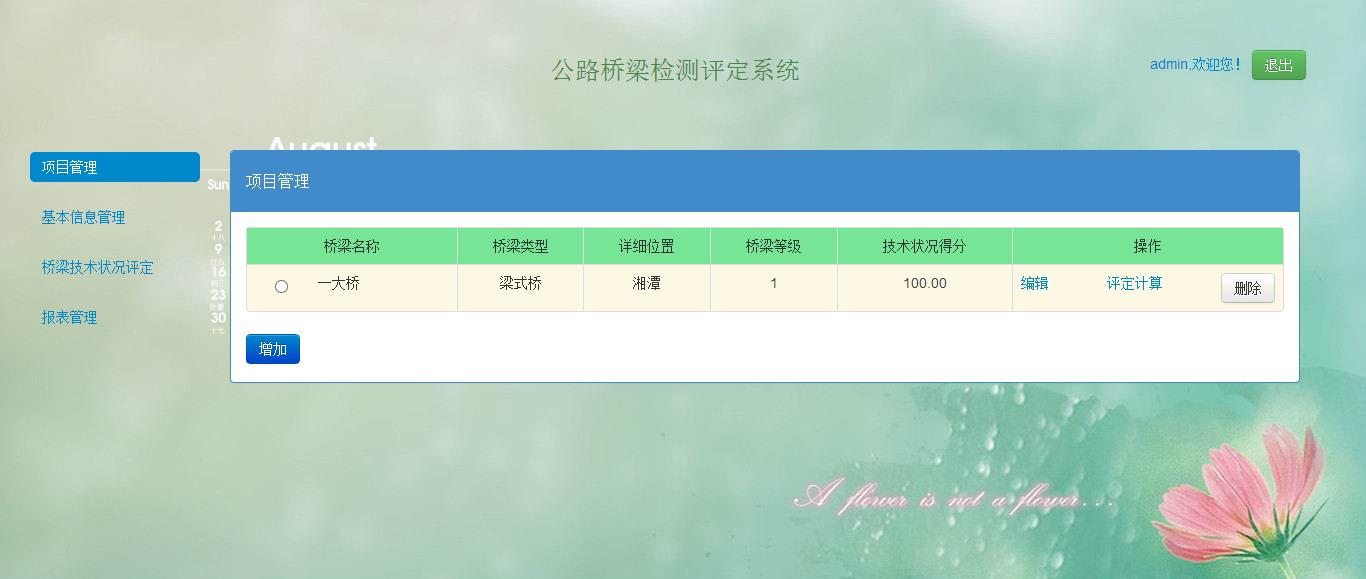 公路桥梁检测评定系统
admin,欢迎您!
退出
August
项目管理
基本信息管理
桥梁技术状况评定
报表管理
Sun
2
十八
9
16
23
30
十七
项目管理
桥梁名称 桥梁类型 详细位置 桥梁等级 技术状况得分 操作
一大桥 梁式桥 湘潭 1 100.00 编辑 评定计算 删除
增加
A flower is not a flower...